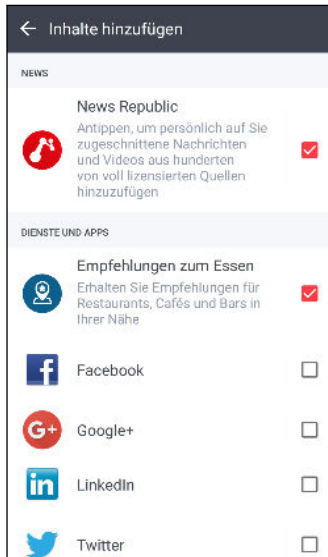 Inhalte hinzufügen
NEWS
News Republic
Antippen, um persönlich auf Sie
zugeschnittene Nachrichten
und Videos aus hunderten
von voll lizensierten Quellen
hinzuzufügen
DIENSTE UND APPS
Empfehlungen zum Essen
Erhalten Sie Empfehlungen für
Restaurants, Cafés und Bars in
Ihrer Nähe
f Facebook
G+ Google+
in LinkedIn
Twitter